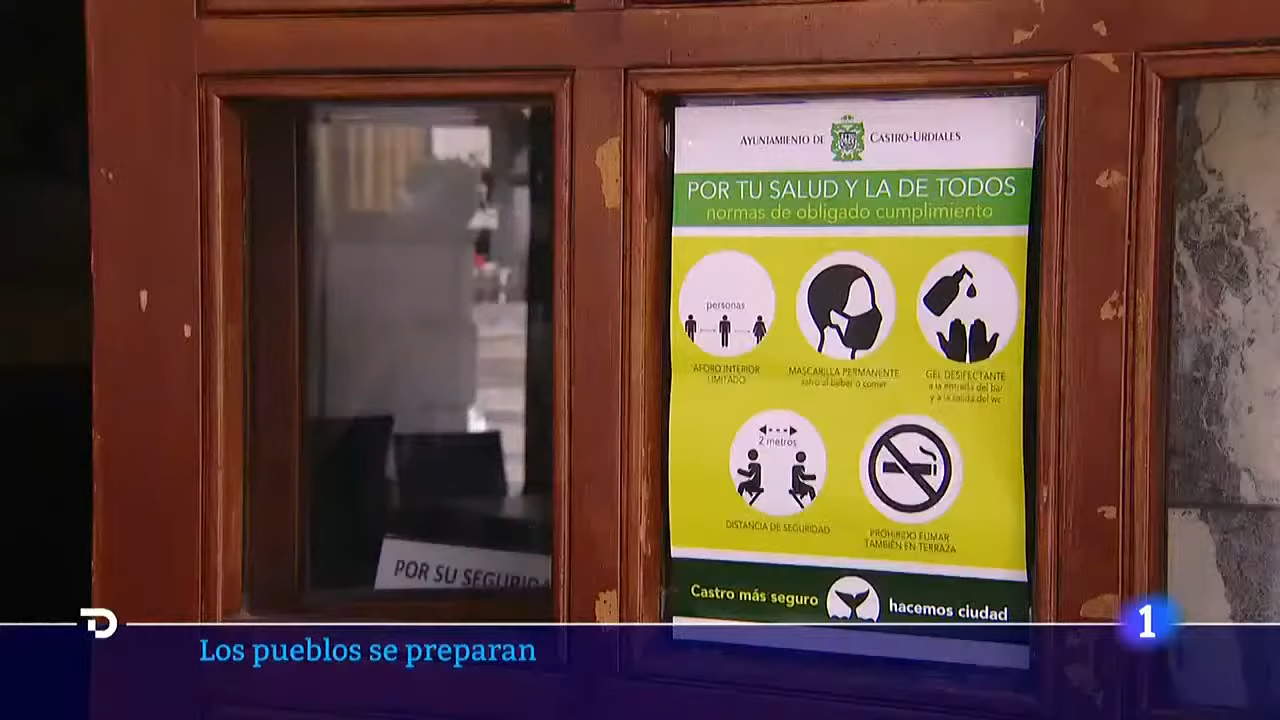 AYUNTAMIENTO DE CASTRO-URDIALES
POR TU SALUD Y LA DE TODOS
normas de obligado cumplimiento
personas
AFORO INTERIOR
LIMITADO
MASCARILLA PERMANENTE
salvo al beber o comer
GEL DESIFECTANTE
a la entrada del bar
y a la salida del wc
2 metros
DISTANCIA DE SEGURIDAD
PROHIBIDO FUMAR
TAMBIÉN EN TERRAZA
POR SU SEGURIDA
Castro más seguro hacemos ciudad
1
Los pueblos se preparan